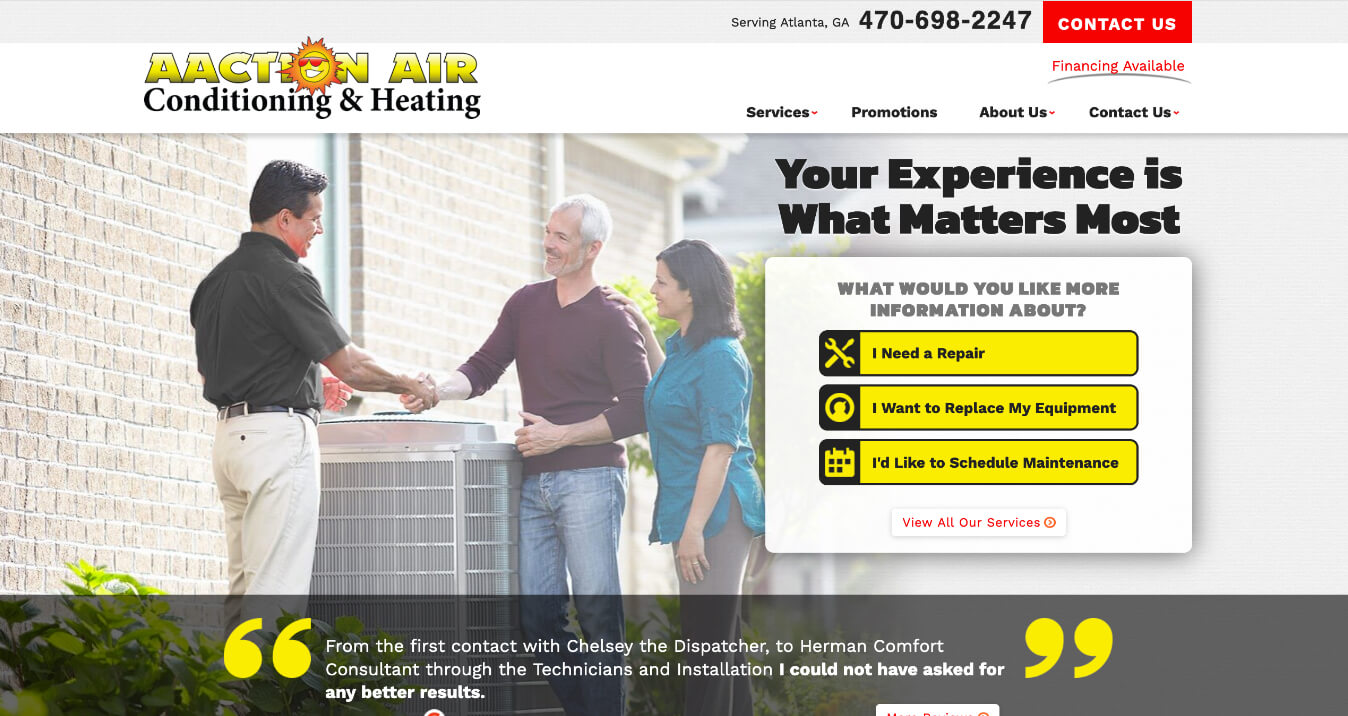 Serving Atlanta, GA 470-698-2247 CONTACT US
AACTION AIR
Conditioning & Heating
Financing Available
Services Promotions About Us Contact Us
Your Experience is
What Matters Most
WHAT WOULD YOU LIKE MORE
INFORMATION ABOUT?
I Need a Repair
I Want to Replace My Equipment
I'd Like to Schedule Maintenance
View All Our Services
“ From the first contact with Chelsey the Dispatcher, to Herman Comfort ”
Consultant through the Technicians and Installation I could not have asked for
any better results.
More Reviews